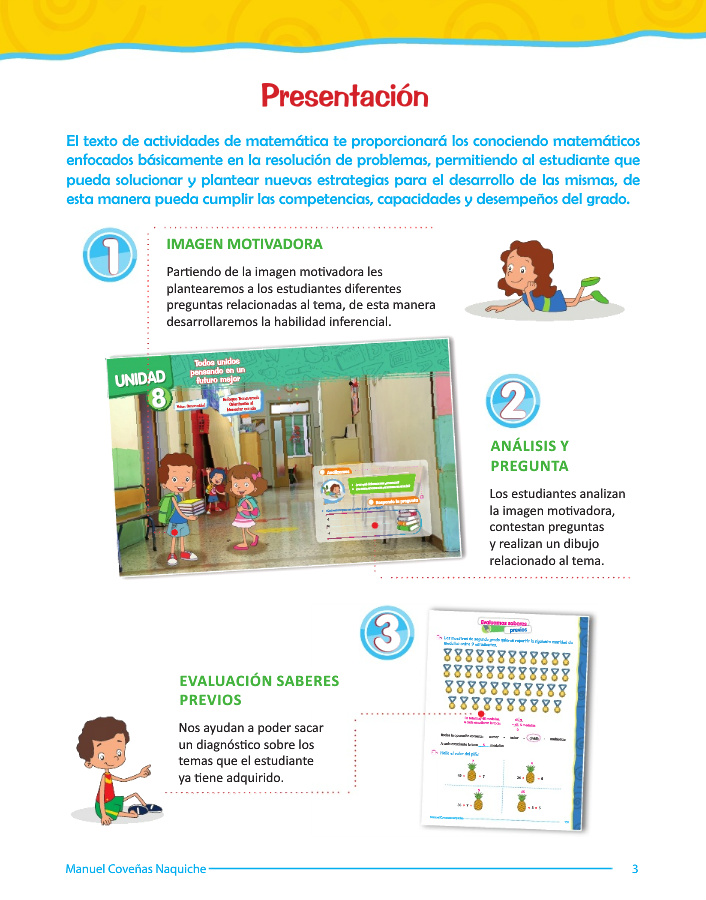 Presentación
El texto de actividades de matemática te proporcionará los conociendo matemáticos
enfocados básicamente en la resolución de problemas, permitiendo al estudiante que
pueda solucionar y plantear nuevas estrategias para el desarrollo de las mismas, de
esta manera pueda cumplir las competencias, capacidades y desempeños del grado.
1
IMAGEN MOTIVADORA
Partiendo de la imagen motivadora les
plantearemos a los estudiantes diferentes
preguntas relacionadas al tema, de esta manera
desarrollaremos la habilidad inferencial.
UNIDAD
8
Todos unidos
pensando en un
futuro mejor
2
ANÁLISIS Y
PREGUNTA
Los estudiantes analizan
la imagen motivadora,
contestan preguntas
y realizan un dibujo
relacionado al tema.
3
EVALUACIÓN SABERES
PREVIOS
Nos ayudan a poder sacar
un diagnóstico sobre los
temas que el estudiante
ya tiene adquirido.
Evaluamos saberes
previos
Manuel Coveñas Naquiche
3